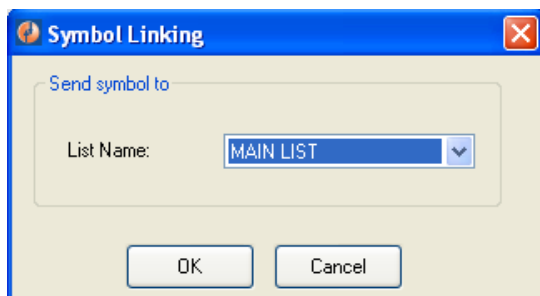 Symbol Linking
Send symbol to
List Name: MAIN LIST
OK Cancel